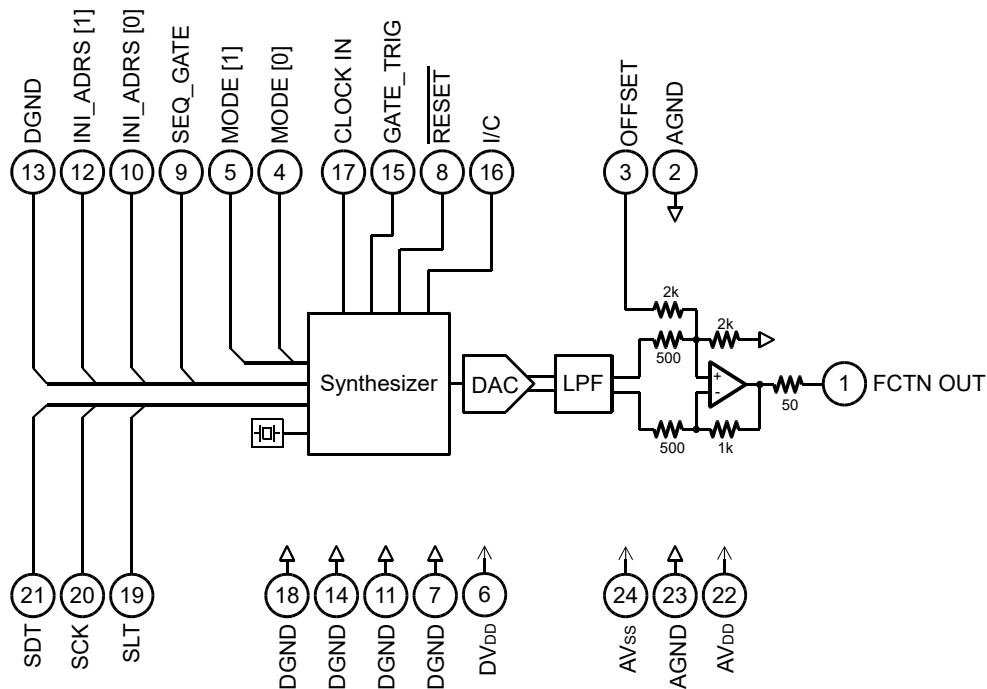 DGND
INI_ADRS [1]
INI_ADRS [0]
SEQ_GATE
MODE [1]
MODE [0]
CLOCK IN
GATE_TRIG
RESET
I/C
OFFSET
AGND
13
12
10
9
5
4
17
15
8
16
3
2
2k
2k
500
Synthesizer
DAC
LPF
+
-
50
1
FCTN OUT
500
1k
21
20
19
18
14
11
7
6
24
23
22
SDT
SCK
SLT
DGND
DGND
DGND
DGND
DVDD
AVSS
AGND
AVDD